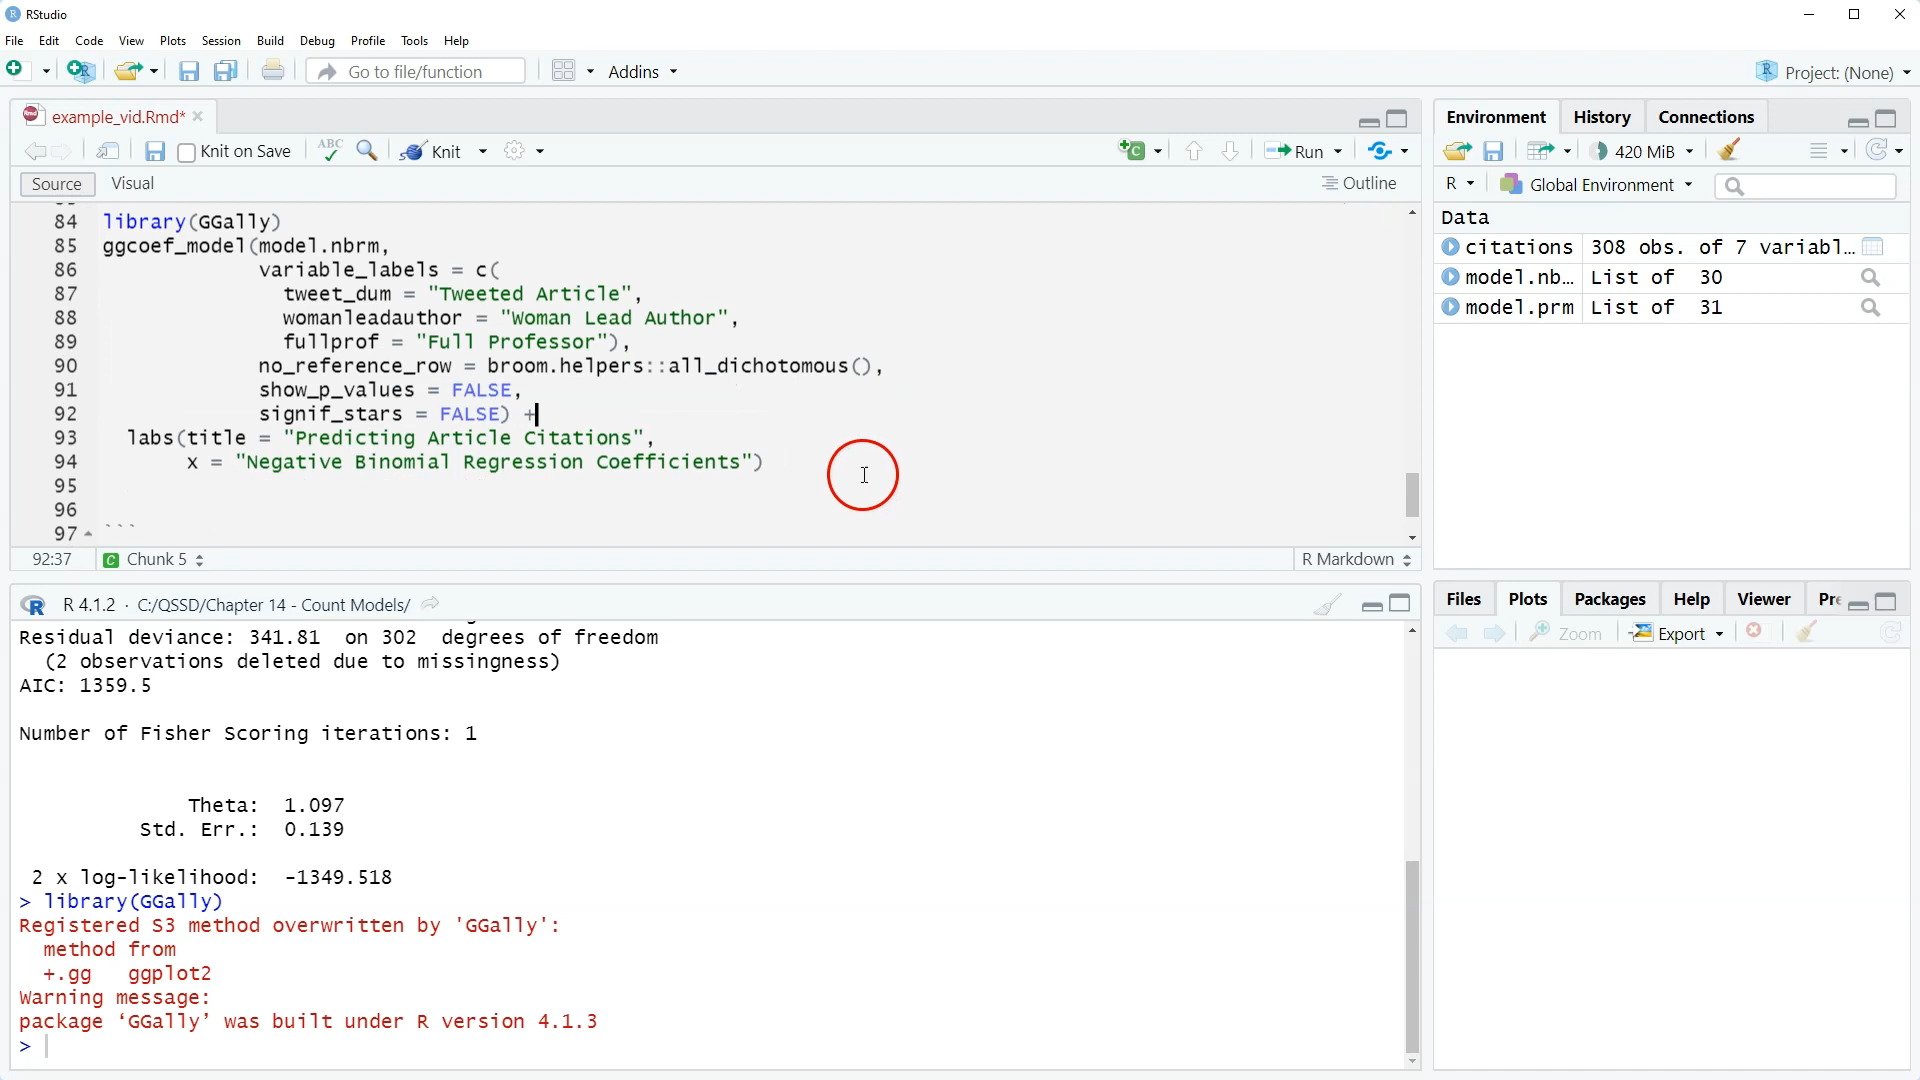 RStudio
File Edit Code View Plots Session Build Debug Profile Tools Help
Go to file/function Addins Project: (None)
example_vid.Rmd*
Knit on Save ABC Knit Run
Source Visual Outline
84 library(GGally)
85 ggcoef_model(model.nbrm,
86 variable_labels = c(
87 tweet_dum = "Tweeted Article",
88 womanleadauthor = "Woman Lead Author",
89 fullprof = "Full Professor"),
90 no_reference_row = broom.helpers::all_dichotomous(),
91 show_p_values = FALSE,
92 signif_stars = FALSE) +
93 labs(title = "Predicting Article Citations",
94 x = "Negative Binomial Regression Coefficients")
95
96
97 ```
92:37 Chunk 5 R Markdown
R 4.1.2 · C:/QSSD/Chapter 14 - Count Models/
Residual deviance: 341.81 on 302 degrees of freedom
(2 observations deleted due to missingness)
AIC: 1359.5
Number of Fisher Scoring iterations: 1
Theta: 1.097
Std. Err.: 0.139
2 x log-likelihood: -1349.518
> library(GGally)
Registered S3 method overwritten by 'GGally':
method from
+.gg ggplot2
Warning message:
package ‘GGally’ was built under R version 4.1.3
>
Environment History Connections
420 MiB
R Global Environment
Data
citations 308 obs. of 7 variabl…
model.nb… List of 30
model.prm List of 31
Files Plots Packages Help Viewer Pre
Zoom Export